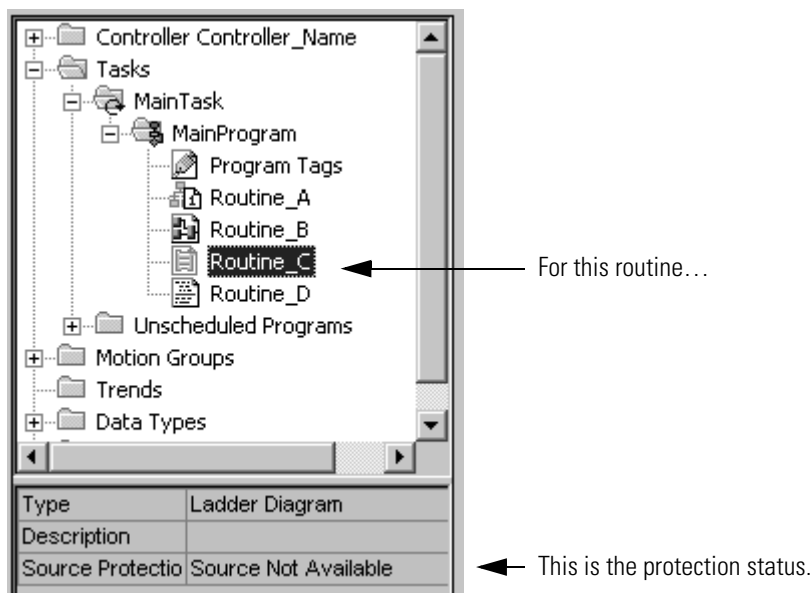 Controller Controller_Name
Tasks
MainTask
MainProgram
Program Tags
Routine_A
Routine_B
Routine_C
For this routine…
Routine_D
Unscheduled Programs
Motion Groups
Trends
Data Types
Type Ladder Diagram
Description
Source Protectio Source Not Available
This is the protection status.